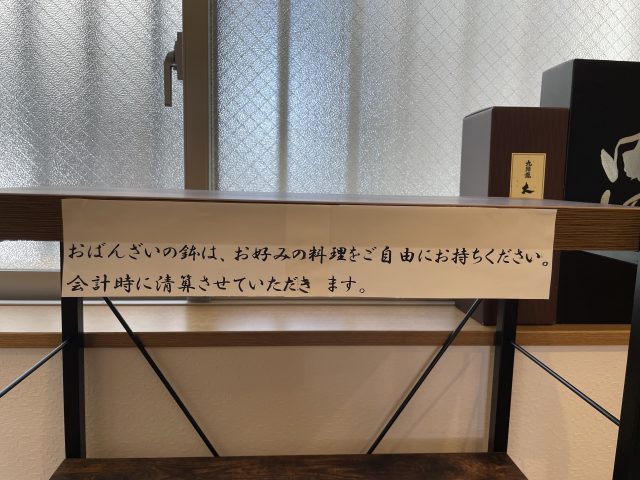 おばんざいの鉢は、お好みの料理をご自由にお持ちください。
会計時に清算させていただき ます。